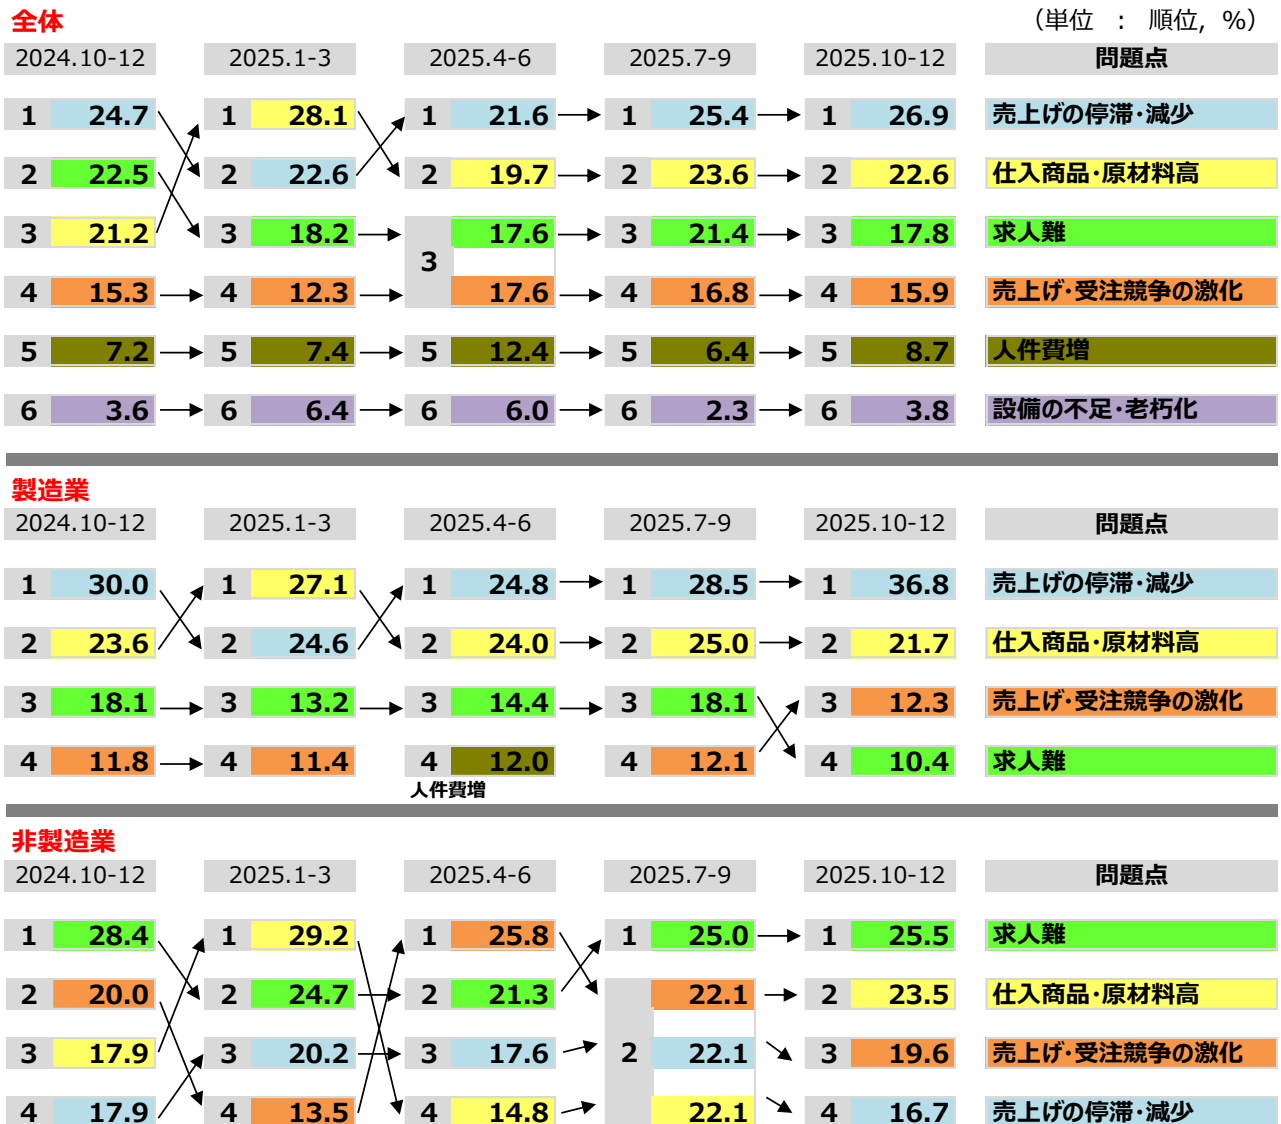 全体 （単位 : 順位, %）
2024.10-12 2025.1-3 2025.4-6 2025.7-9 2025.10-12 問題点
1 24.7 1 28.1 1 21.6 1 25.4 1 26.9 売上げの停滞･減少
2 22.5 2 22.6 2 19.7 2 23.6 2 22.6 仕入商品･原材料高
3 21.2 3 18.2 17.6 3 21.4 3 17.8 求人難
3
4 15.3 4 12.3 17.6 4 16.8 4 15.9 売上げ･受注競争の激化
5 7.2 5 7.4 5 12.4 5 6.4 5 8.7 人件費増
6 3.6 6 6.4 6 6.0 6 2.3 6 3.8 設備の不足･老朽化
製造業
2024.10-12 2025.1-3 2025.4-6 2025.7-9 2025.10-12 問題点
1 30.0 1 27.1 1 24.8 1 28.5 1 36.8 売上げの停滞･減少
2 23.6 2 24.6 2 24.0 2 25.0 2 21.7 仕入商品･原材料高
3 18.1 3 13.2 3 14.4 3 18.1 3 12.3 売上げ･受注競争の激化
4 11.8 4 11.4 4 12.0 4 12.1 4 10.4 求人難
人件費増
非製造業
2024.10-12 2025.1-3 2025.4-6 2025.7-9 2025.10-12 問題点
1 28.4 1 29.2 1 25.8 1 25.0 1 25.5 求人難
2 20.0 2 24.7 2 21.3 22.1 2 23.5 仕入商品･原材料高
3 17.9 3 20.2 3 17.6 2 22.1 3 19.6 売上げ･受注競争の激化
4 17.9 4 13.5 4 14.8 22.1 4 16.7 売上げの停滞･減少